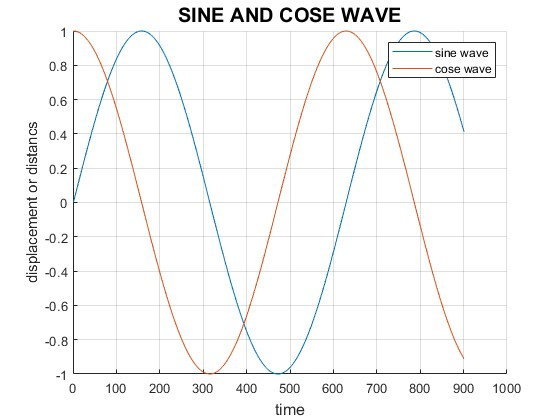 SINE AND COSE WAVE
sine wave
cose wave
displacement or distancs
1
0.8
0.6
0.4
0.2
0
-0.2
-0.4
-0.6
-0.8
-1
0 100 200 300 400 500 600 700 800 900 1000
time